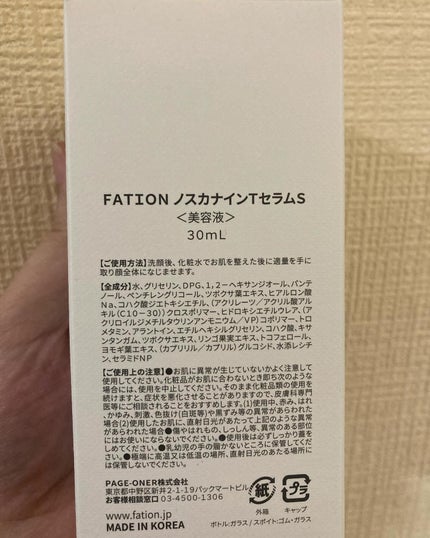 FATION ノスカナインTセラムS
＜美容液＞
30mL
【ご使用方法】洗顔後、化粧水でお肌を整えた後に適量を手に
取り顔全体になじませます。
【全成分】水、グリセリン、DPG、1，2－ヘキサンジオール、パンテ
ノール、ペンチレングリコール、ツボクサ葉エキス、ヒアルロン酸
Na、コハク酸ジエトキシエチル、（アクリレーツ／アクリル酸アル
キル（C10－30））クロスポリマー、ヒドロキシエチルウレア、（ア
クリロイルジメチルタウリンアンモニウム／VP）コポリマー、トロ
メタミン、アラントイン、エチルヘキシルグリセリン、コハク酸、キサ
ンタンガム、ツボクサエキス、リンゴ果実エキス、トコフェロール、
ヨモギ葉エキス、（カプリリル／カプリル）グルコシド、水添レシチ
ン、セラミドNP
【ご使用上の注意】●お肌に異常が生じていないかよく注意して
使用してください。化粧品がお肌に合わないとき即ち次のような
場合には、使用を中止してください。そのまま化粧品類の使用を
続けますと、症状を悪化させることがありますので、皮膚科専門
医等にご相談されることをおすすめします。(1)使用中、赤み、はれ
、かゆみ、刺激、色抜け(白斑等)や黒ずみ等の異常があらわれた
場合(2)使用したお肌に、直射日光があたって上記のような異常
があらわれた場合●傷やはれもの、しっしん等、異常のある部位
にはお使いにならないでください。●使用後は必ずしっかり蓋を
しめてください。●乳幼児の手の届かないところに保管してくだ
さい。●極端に高温又は低温の場所、直射日光のあたる場所に
は保管しないでください。
PAGE-ONER株式会社
東京都中野区新井2-1-19パックマートビル
お客様相談窓口 03-4500-1306
www.fation.jp
MADE IN KOREA
紙
外箱
プラ
キャップ
ボトル:ガラス / スポイト:ゴム・ガラス